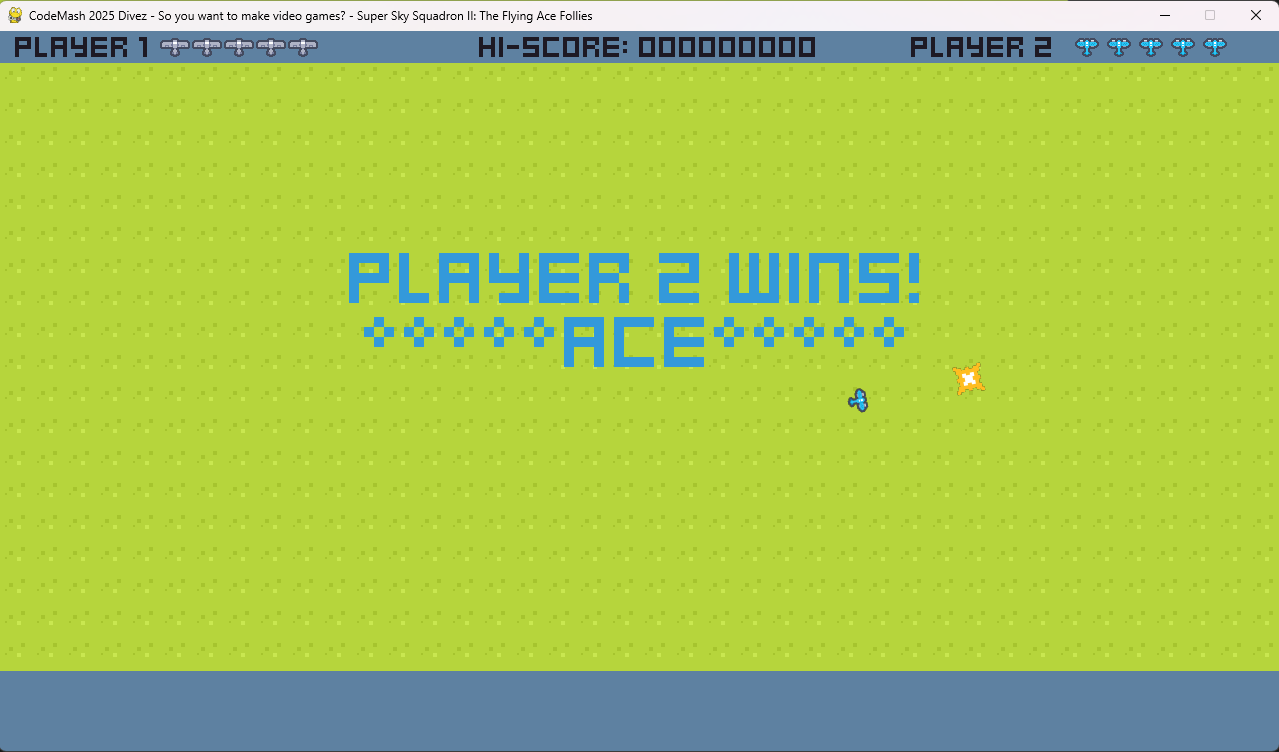 CodeMash 2025 Divez - So you want to make video games? - Super Sky Squadron II: The Flying Ace Follies
PLAYER 1 HI-SCORE: 000000000 PLAYER 2
PLAYER 2 WINS!
ACE